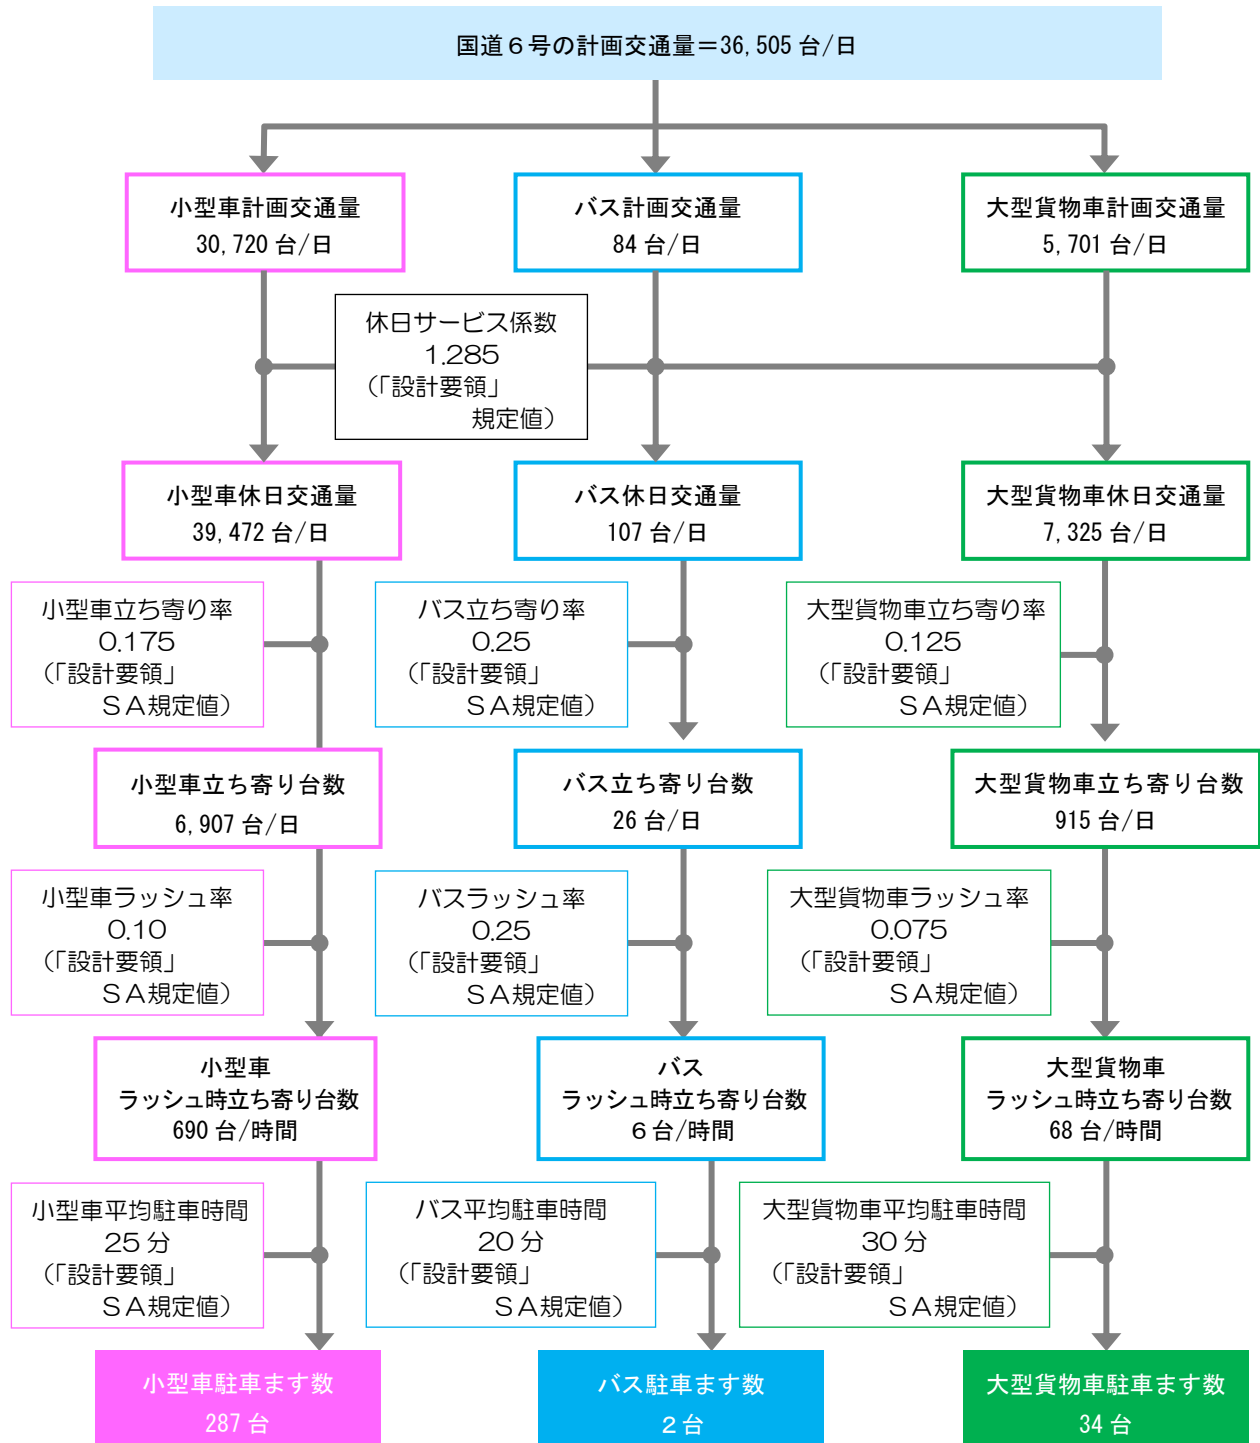 国道６号の計画交通量＝36,505 台/日
小型車計画交通量
30,720 台/日
バス計画交通量
84 台/日
大型貨物車計画交通量
5,701 台/日
休日サービス係数
1.285
（「設計要領」
規定値）
小型車休日交通量
39,472 台/日
バス休日交通量
107 台/日
大型貨物車休日交通量
7,325 台/日
小型車立ち寄り率
0.175
（「設計要領」
ＳＡ規定値）
バス立ち寄り率
0.25
（「設計要領」
ＳＡ規定値）
大型貨物車立ち寄り率
0.125
（「設計要領」
ＳＡ規定値）
小型車立ち寄り台数
6,907 台/日
バス立ち寄り台数
26 台/日
大型貨物車立ち寄り台数
915 台/日
小型車ラッシュ率
0.10
（「設計要領」
ＳＡ規定値）
バスラッシュ率
0.25
（「設計要領」
ＳＡ規定値）
大型貨物車ラッシュ率
0.075
（「設計要領」
ＳＡ規定値）
小型車
ラッシュ時立ち寄り台数
690 台/時間
バス
ラッシュ時立ち寄り台数
６台/時間
大型貨物車
ラッシュ時立ち寄り台数
68 台/時間
小型車平均駐車時間
25 分
（「設計要領」
ＳＡ規定値）
バス平均駐車時間
20 分
（「設計要領」
ＳＡ規定値）
大型貨物車平均駐車時間
30 分
（「設計要領」
ＳＡ規定値）
小型車駐車ます数
287 台
バス駐車ます数
２台
大型貨物車駐車ます数
34 台